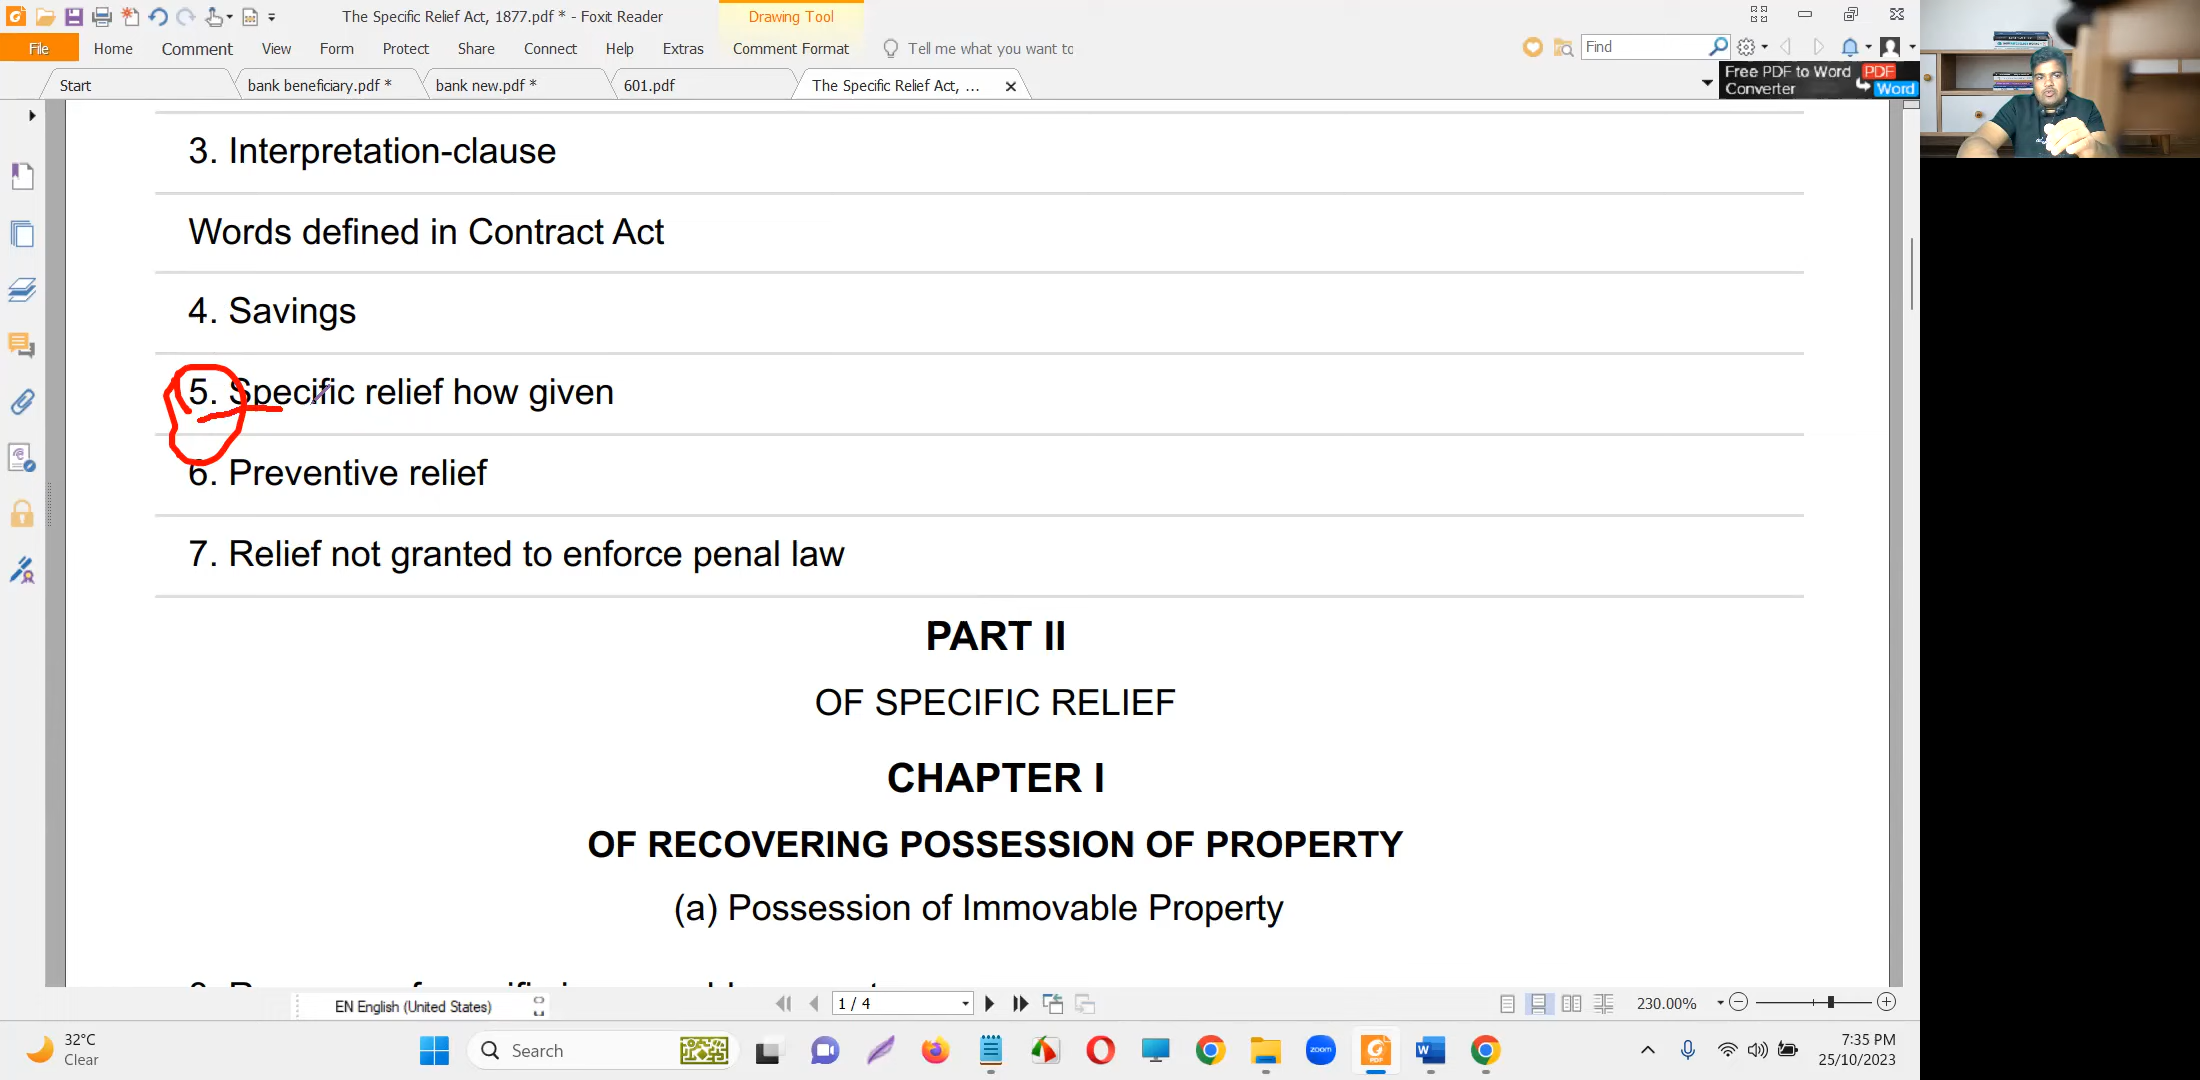 The Specific Relief Act, 1877.pdf * - Foxit Reader
Drawing Tool
File Home Comment View Form Protect Share Connect Help Extras Comment Format Tell me what you want to
Find
Start bank beneficiary.pdf * bank new.pdf * 601.pdf The Specific Relief Act, ...
Free PDF to Word PDF
Converter Word
3. Interpretation-clause
Words defined in Contract Act
4. Savings
5. Specific relief how given
6. Preventive relief
7. Relief not granted to enforce penal law
PART II
OF SPECIFIC RELIEF
CHAPTER I
OF RECOVERING POSSESSION OF PROPERTY
(a) Possession of Immovable Property
EN English (United States)
1 / 4
230.00%
32°C
Clear
Search
zoom
PDF
W
7:35 PM
25/10/2023